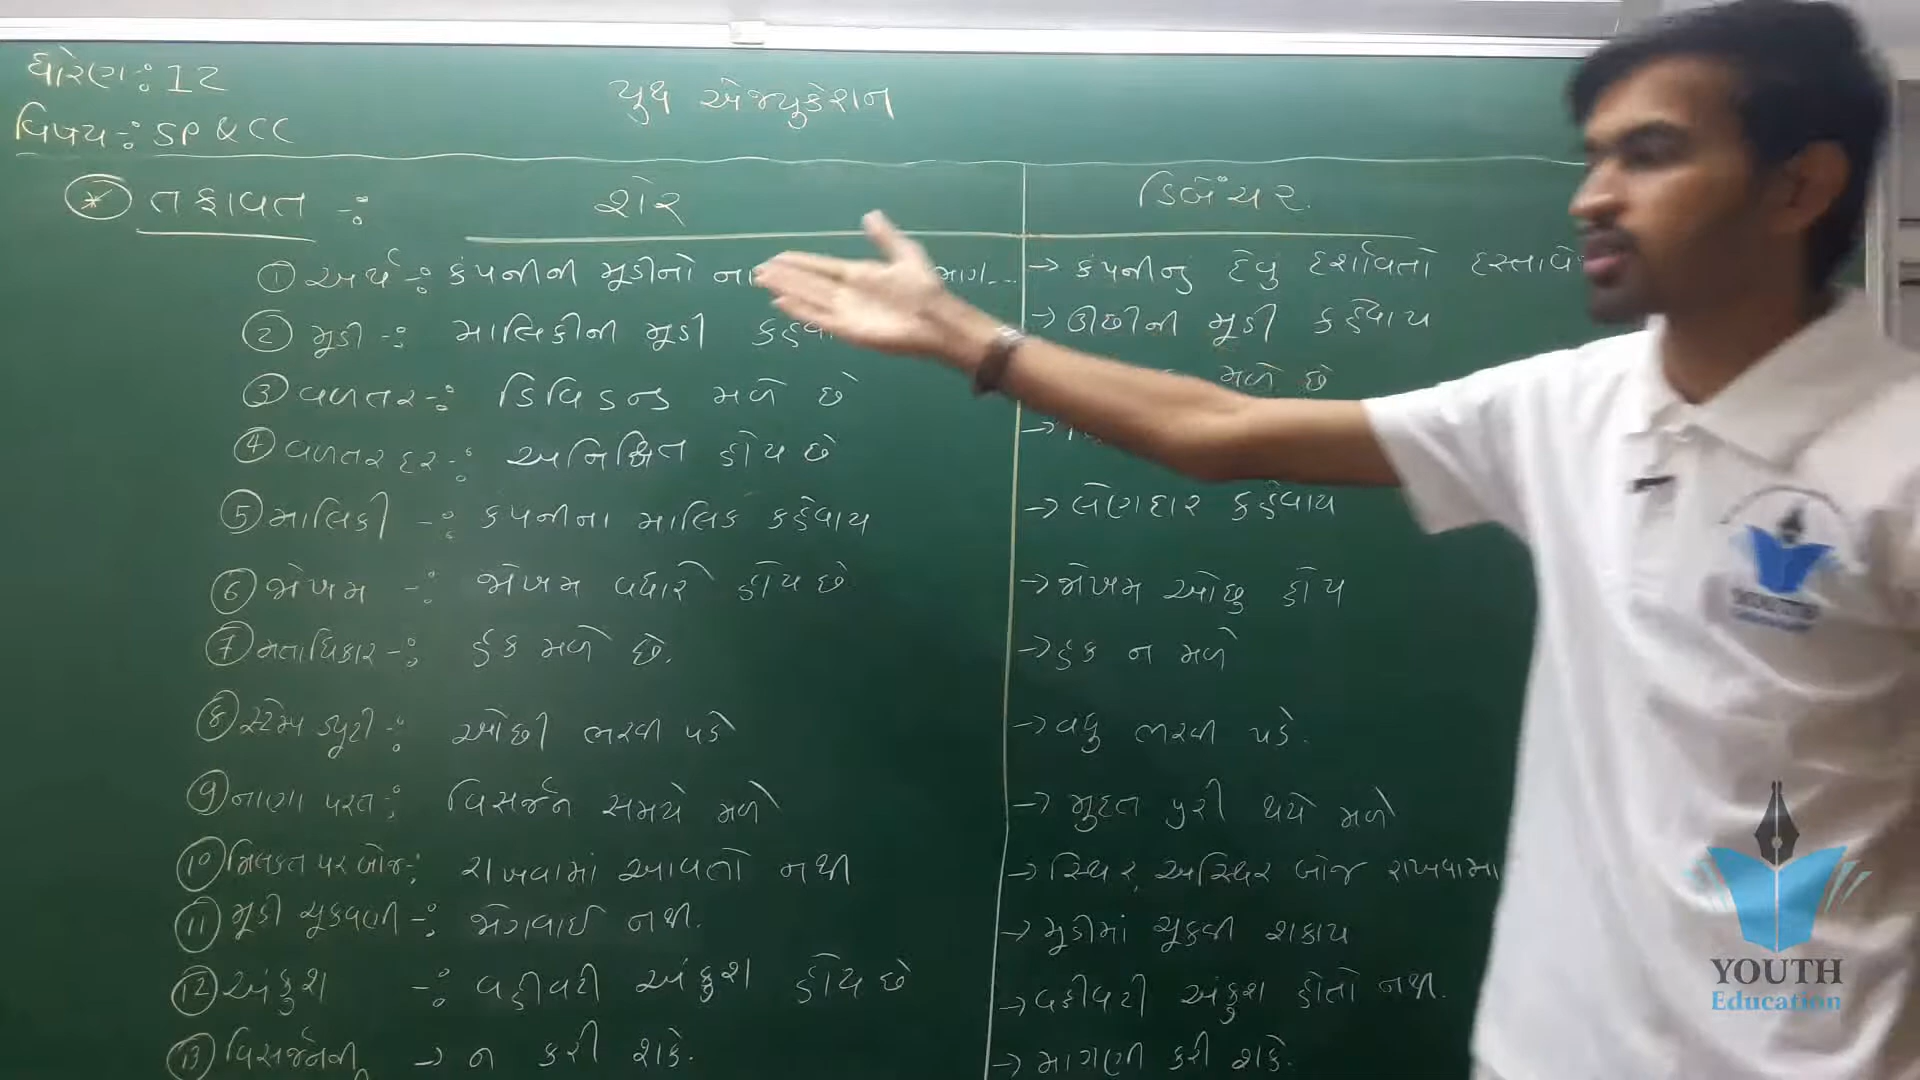 ધોરણ :- 12
યુથ એજ્યુકેશન
વિષય :- SP & CC
* તફાવત :- શેર ડિબેંચર.
① અર્થ :- કંપનીની મૂડીનો ભાગ... → કંપનીનું દેવું દર્શાવતો
② મૂડી :- માલિકીની મૂડી → ઊછીની મૂડી કહેવાય
③ વળતર :- ડિવિડન્ડ મળે છે મળે છે
④ વળતર દર :- અનિશ્ચિત હોય છે →
⑤ માલિકી :- કંપનીના માલિક કહેવાય → લેણદાર કહેવાય
⑥ જોખમ :- જોખમ વધારે હોય છે → જોખમ ઓછુ હોય
⑦ મતાધિકાર :- હક મળે છે. → હક ન મળે
⑧ સ્ટેમ્પ ડ્યુટી :- ઓછી ભરવી પડે → વધુ ભરવી પડે.
⑨ નાણા પરત :- વિસર્જન સમયે મળે → મુદ્દત પુરી થયે મળે
⑩ મિલકત પર બોજ :- રાખવામાં આવતો નથી → સ્થિર, અસ્થિર બોજ રાખવામા
⑪ મૂડી ચૂકવણી :- જોગવાઈ નથી. → મૂડીમાં ચૂકવી શકાય
⑫ અંકુશ :- વહીવટી અંકુશ હોય છે → વહીવટી અંકુશ હોતો નથી.
⑬ વિસર્જનની → ન કરી શકે. → માગણી કરી શકે.
YOUTH
YOUTH
Education